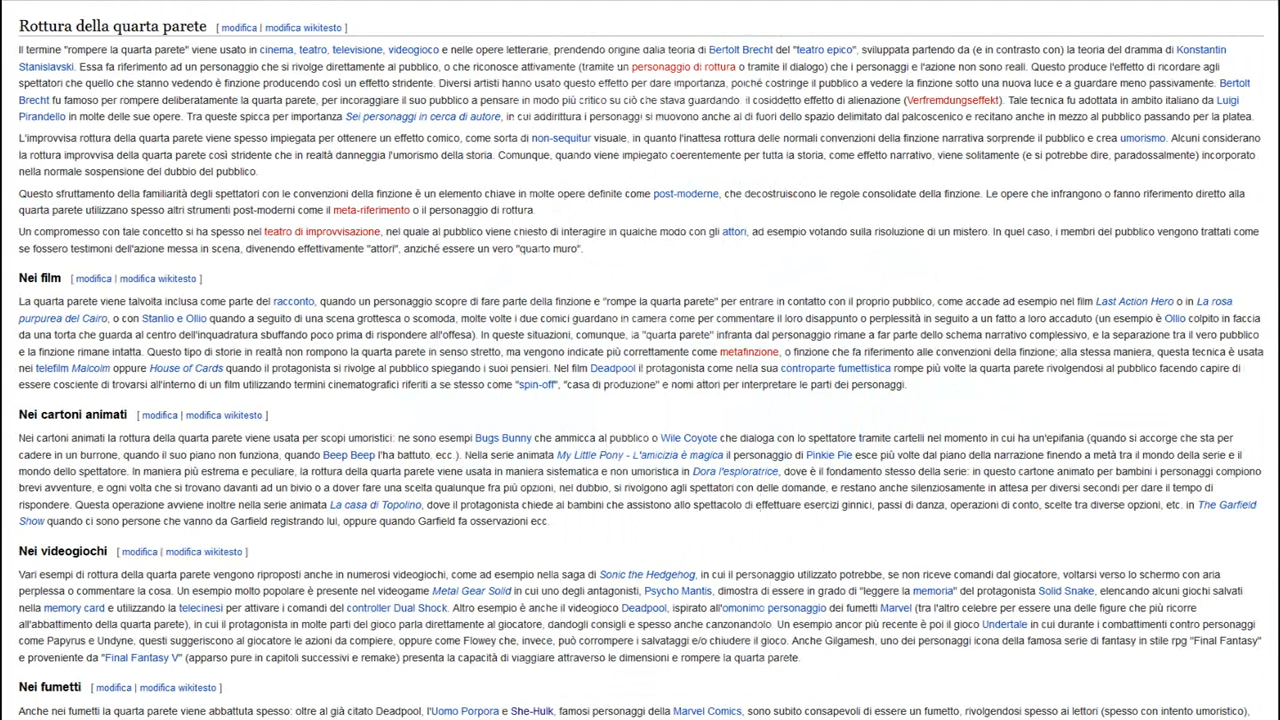 Rottura della quarta parete [ modifica | modifica wikitesto ]
Il termine "rompere la quarta parete" viene usato in cinema, teatro, televisione, videogioco e nelle opere letterarie, prendendo origine dalla teoria di Bertolt Brecht del "teatro epico", sviluppata partendo da (e in contrasto con) la teoria del dramma di Konstantin
Stanislavski. Essa fa riferimento ad un personaggio che si rivolge direttamente al pubblico, o che riconosce attivamente (tramite un personaggio di rottura o tramite il dialogo) che i personaggi e l'azione non sono reali. Questo produce l'effetto di ricordare agli
spettatori che quello che stanno vedendo è finzione producendo così un effetto stridente. Diversi artisti hanno usato questo effetto per dare importanza, poiché costringe il pubblico a vedere la finzione sotto una nuova luce e a guardare meno passivamente. Bertolt
Brecht fu famoso per rompere deliberatamente la quarta parete, per incoraggiare il suo pubblico a pensare in modo più critico su ciò che stava guardando: il cosiddetto effetto di alienazione (Verfremdungseffekt). Tale tecnica fu adottata in ambito italiano da Luigi
Pirandello in molte delle sue opere. Tra queste spicca per importanza Sei personaggi in cerca di autore, in cui addirittura i personaggi si muovono anche al di fuori dello spazio delimitato dal palcoscenico e recitano anche in mezzo al pubblico passando per la platea.
L'improvvisa rottura della quarta parete viene spesso impiegata per ottenere un effetto comico, come sorta di non-sequitur visuale, in quanto l'inattesa rottura delle normali convenzioni della finzione narrativa sorprende il pubblico e crea umorismo. Alcuni considerano
la rottura improvvisa della quarta parete così stridente che in realtà danneggia l'umorismo della storia. Comunque, quando viene impiegato coerentemente per tutta la storia, come effetto narrativo, viene solitamente (e si potrebbe dire, paradossalmente) incorporato
nella normale sospensione del dubbio del pubblico.
Questo sfruttamento della familiarità degli spettatori con le convenzioni della finzione è un elemento chiave in molte opere definite come post-moderne, che decostruiscono le regole consolidate della finzione. Le opere che infrangono o fanno riferimento diretto alla
quarta parete utilizzano spesso altri strumenti post-moderni come il meta-riferimento o il personaggio di rottura
Un compromesso con tale concetto si ha spesso nel teatro di improvvisazione, nel quale al pubblico viene chiesto di interagire in qualche modo con gli attori, ad esempio votando sulla risoluzione di un mistero. In quel caso, i membri del pubblico vengono trattati come
se fossero testimoni dell'azione messa in scena, divenendo effettivamente "attori", anziché essere un vero "quarto muro".
Nei film [ modifica | modifica wikitesto ]
La quarta parete viene talvolta inclusa come parte del racconto, quando un personaggio scopre di fare parte della finzione e "rompe la quarta parete" per entrare in contatto con il proprio pubblico, come accade ad esempio nel film Last Action Hero o in La rosa
purpurea del Cairo, o con Stanlio e Ollio quando a seguito di una scena grottesca o scomoda, molte volte i due comici guardano in camera come per commentare il loro disappunto o perplessità in seguito a un fatto a loro accaduto (un esempio è Ollio colpito in faccia
da una torta che guarda al centro dell'inquadratura sbuffando poco prima di rispondere all'offesa). In queste situazioni, comunque, la "quarta parete" infranta dal personaggio rimane a far parte dello schema narrativo complessivo, e la separazione tra il vero pubblico
e la finzione rimane intatta. Questo tipo di storie in realtà non rompono la quarta parete in senso stretto, ma vengono indicate più correttamente come metafinzione, o finzione che fa riferimento alle convenzioni della finzione; alla stessa maniera, questa tecnica è usata
nei telefilm Malcolm oppure House of Cards quando il protagonista si rivolge al pubblico spiegando i suoi pensieri. Nel film Deadpool il protagonista come nella sua controparte fumettistica rompe più volte la quarta parete rivolgendosi al pubblico facendo capire di
essere cosciente di trovarsi all'interno di un film utilizzando termini cinematografici riferiti a se stesso come "spin-off", "casa di produzione" e nomi attori per interpretare le parti dei personaggi.
Nei cartoni animati [ modifica | modifica wikitesto ]
Nei cartoni animati la rottura della quarta parete viene usata per scopi umoristici: ne sono esempi Bugs Bunny che ammicca al pubblico o Wile Coyote che dialoga con lo spettatore tramite cartelli nel momento in cui ha un'epifania (quando si accorge che sta per
cadere in un burrone, quando il suo piano non funziona, quando Beep Beep l'ha battuto. ecc.). Nella serie animata My Little Pony - L'amicizia è magica il personaggio di Pinkie Pie esce più volte dal piano della narrazione finendo a metà tra il mondo della serie e il
mondo dello spettatore. In maniera più estrema e peculiare, la rottura della quarta parete viene usata in maniera sistematica e non umoristica in Dora l'esploratrice, dove è il fondamento stesso della serie: in questo cartone animato per bambini i personaggi compiono
brevi avventure, e ogni volta che si trovano davanti ad un bivio o a dover fare una scelta qualunque fra più opzioni, nel dubbio, si rivolgono agli spettatori con delle domande, e restano anche silenziosamente in attesa per diversi secondi per dare il tempo di
rispondere. Questa operazione avviene inoltre nella serie animata La casa di Topolino, dove il protagonista chiede ai bambini che assistono allo spettacolo di effettuare esercizi ginnici, passi di danza, operazioni di conto, scelte tra diverse opzioni, etc. in The Garfield
Show quando ci sono persone che vanno da Garfield registrando lui, oppure quando Garfield fa osservazioni ecc.
Nei videogiochi [ modifica | modifica wikitesto ]
Vari esempi di rottura della quarta parete vengono riproposti anche in numerosi videogiochi, come ad esempio nella saga di Sonic the Hedgehog, in cui il personaggio utilizzato potrebbe, se non riceve comandi dal giocatore, voltarsi verso lo schermo con aria
perplessa o commentare la cosa. Un esempio molto popolare è presente nel videogame Metal Gear Solid in cui uno degli antagonisti, Psycho Mantis, dimostra di essere in grado di "leggere la memoria" del protagonista Solid Snake, elencando alcuni giochi salvati
nella memory card e utilizzando la telecinesi per attivare i comandi del controller Dual Shock. Altro esempio è anche il videogioco Deadpool, ispirato all'omonimo personaggio dei fumetti Marvel (tra l'altro celebre per essere una delle figure che più ricorre
all'abbattimento della quarta parete), in cui il protagonista in molte parti del gioco parla direttamente al giocatore, dandogli consigli e spesso anche canzonandolo. Un esempio ancor più recente è poi il gioco Undertale in cui durante i combattimenti contro personaggi
come Papyrus e Undyne, questi suggeriscono al giocatore le azioni da compiere, oppure come Flowey che, invece, può corrompere i salvataggi e/o chiudere il gioco. Anche Gilgamesh, uno dei personaggi icona della famosa serie di fantasy in stile rpg "Final Fantasy"
e proveniente da "Final Fantasy V" (apparso pure in capitoli successivi e remake) presenta la capacità di viaggiare attraverso le dimensioni e rompere la quarta parete.
Nei fumetti [ modifica | modifica wikitesto ]
Anche nei fumetti la quarta parete viene abbattuta spesso: oltre al già citato Deadpool, l'Uomo Porpora e She-Hulk, famosi personaggi della Marvel Comics, sono subito consapevoli di essere un fumetto, rivolgendosi spesso ai lettori (spesso con intento umoristico),